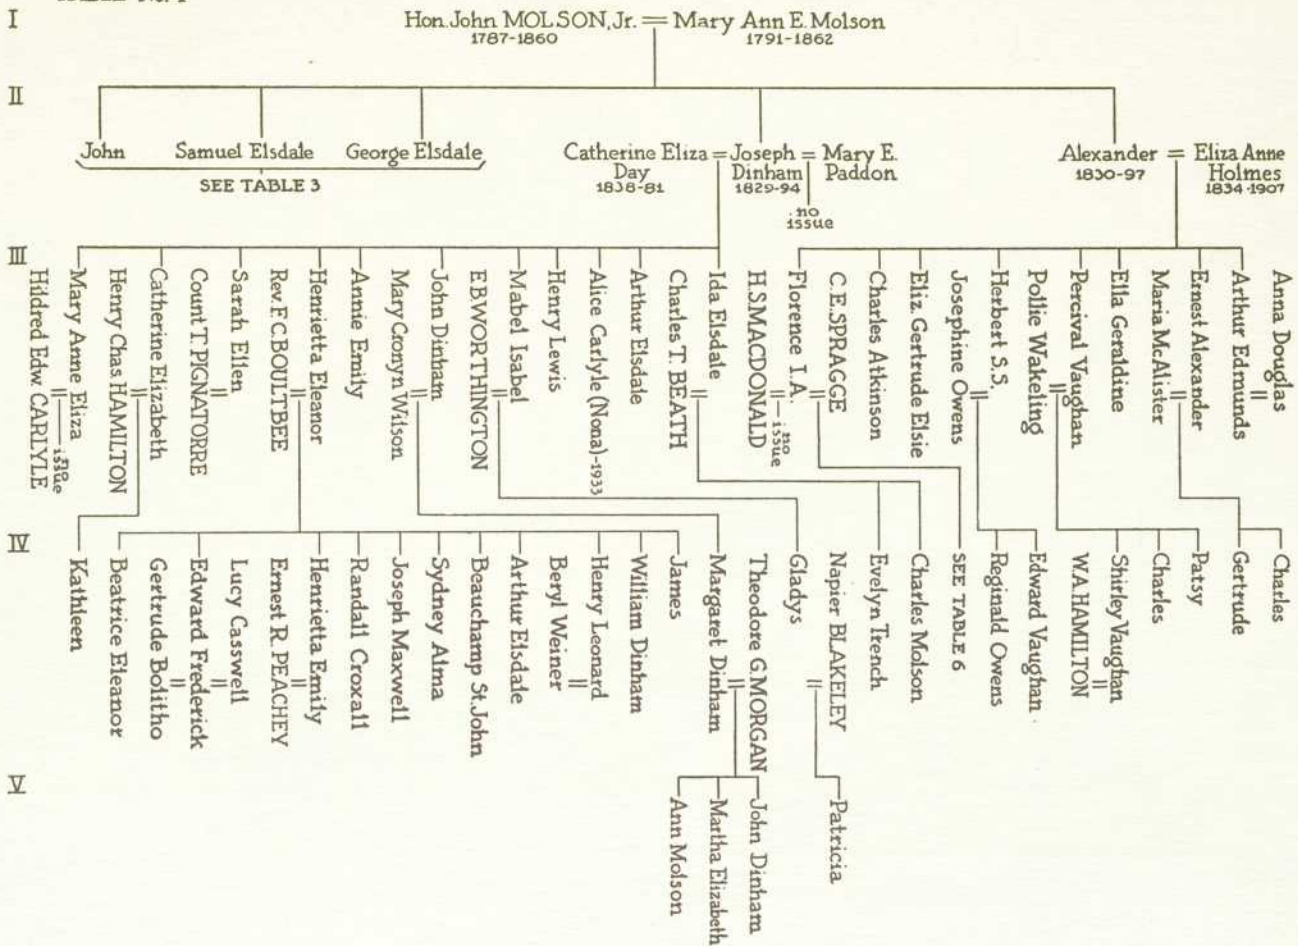 I
Hon. John MOLSON, Jr. = Mary Ann E. Molson
1787-1860 1791-1862
II
John Samuel Elsdale George Elsdale
SEE TABLE 3
Catherine Eliza = Joseph = Mary E.
Day Dinham Paddon
1838-81 1829-94
no
issue
Alexander = Eliza Anne
1830-97 Holmes
1834-1907
III
Hildred Edw. CARLYLE
Mary Anne Eliza
no
issue
Henry Chas. HAMILTON
Catherine Elizabeth
Count T. PIGNATORRE
Sarah Ellen
Rev. F. C. BOULTBEE
Henrietta Eleanor
Annie Emity
Mary Cronyn Wilson
John Dinham
E B WORTHINGTON
Mabel Isabel
Henry Lewis
Alice Carlyle (Nona)-1933
Arthur Elsdale
Charles T. BEATH
Ida Elsdale
H. S. MACDONALD
Florence I. A.
no
issue
C. E. SPRAGGE
Charles Atkinson
Eliz. Gertrude Elsie
Josephine Owens
Herbert S.S.
Pollie Wakeling
Percival Vaughan
Ella Geraldine
Maria McAlister
Ernest Alexander
Arthur Edmunds
Anna Douglas
IV
Kathleen
Beatrice Eleanor
Gertrude Bolitho
Edward Frederick
Lucy Casswell
Ernest R. PEACHEY
Henrietta Emily
Randall Croxall
Joseph Maxwell
Sydney Alma
Beauchamp St. John
Arthur Elsdale
Beryl Weiner
Henry Leonard
William Dinham
James
Margaret Dinham
Theodore G. MORGAN
Gladys
Napier BLAKELEY
Evelyn Trench
Charles Molson
SEE TABLE 6
Reginald Owens
Edward Vaughan
W. A. HAMILTON
Shirley Vaughan
Charles
Patsy
Gertrude
Charles
V
Ann Molson
Martha Elizabeth
John Dinham
Patricia